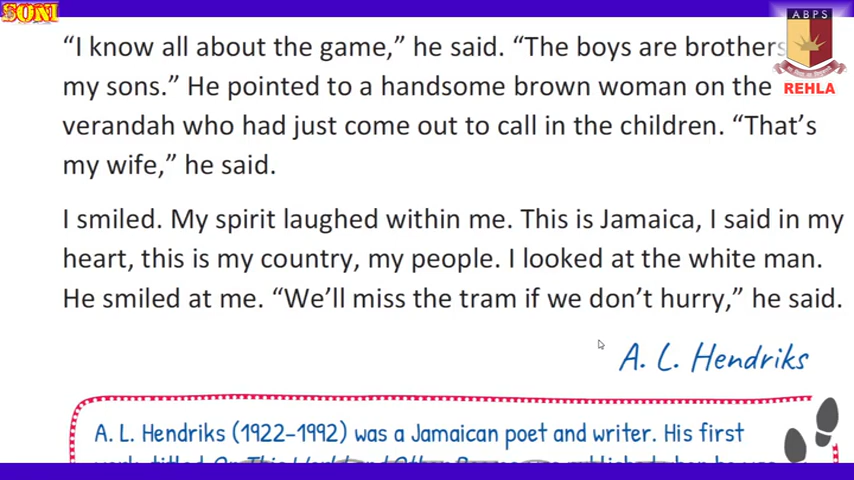 SONI
ABPS
REHLA
“I know all about the game,” he said. “The boys are brothers
my sons.” He pointed to a handsome brown woman on the
verandah who had just come out to call in the children. “That’s
my wife,” he said.
I smiled. My spirit laughed within me. This is Jamaica, I said in my
heart, this is my country, my people. I looked at the white man.
He smiled at me. “We’ll miss the tram if we don’t hurry,” he said.
A. L. Hendriks
A. L. Hendriks (1922–1992) was a Jamaican poet and writer. His first